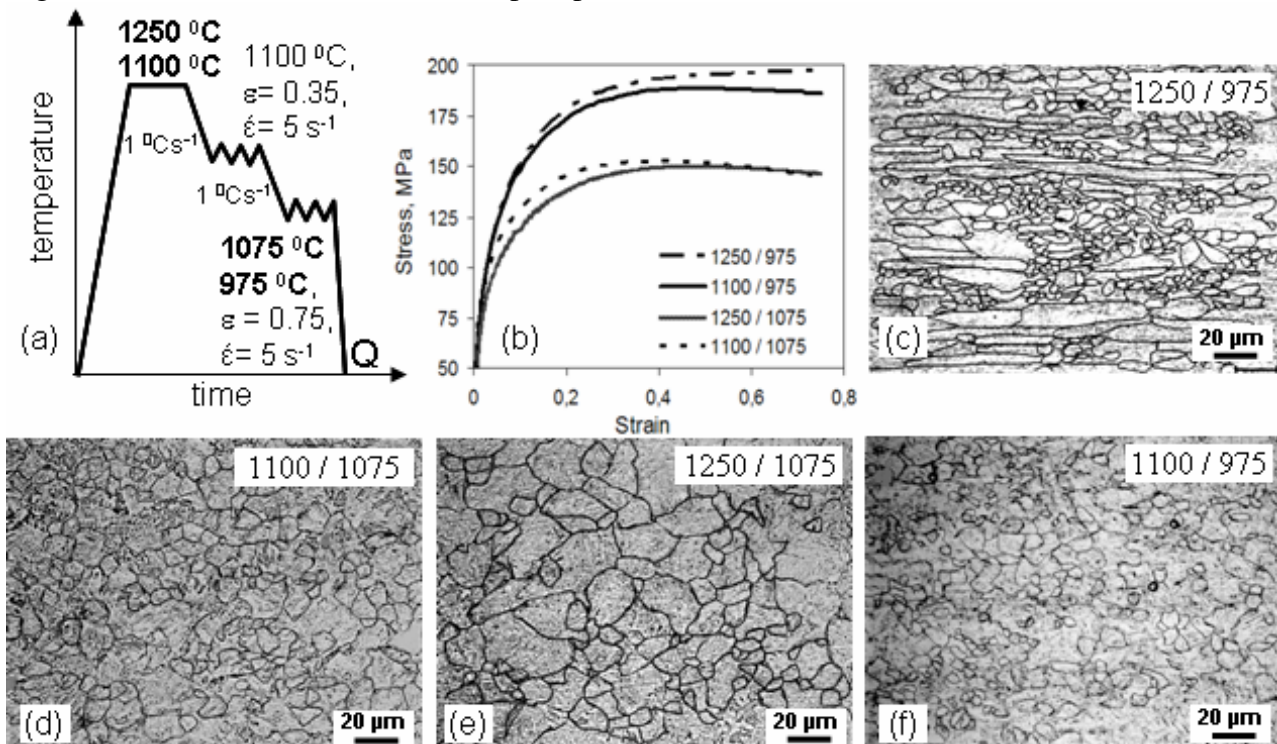 1250 ⁰C
1100 ⁰C
1100 ⁰C,
ε= 0.35,
έ= 5 s⁻¹
1 ⁰Cs⁻¹
1 ⁰Cs⁻¹
1075 ⁰C
975 ⁰C,
ε = 0.75,
έ= 5 s⁻¹
Q
temperature
time
(a)
Stress, MPa
200
175
150
125
100
75
50
0
0,2
0,4
0,6
0,8
Strain
1250 / 975
1100 / 975
1250 / 1075
1100 / 1075
(b)
1250 / 975
(c)
20 µm
1100 / 1075
(d)
20 µm
1250 / 1075
(e)
20 µm
1100 / 975
(f)
20 µm